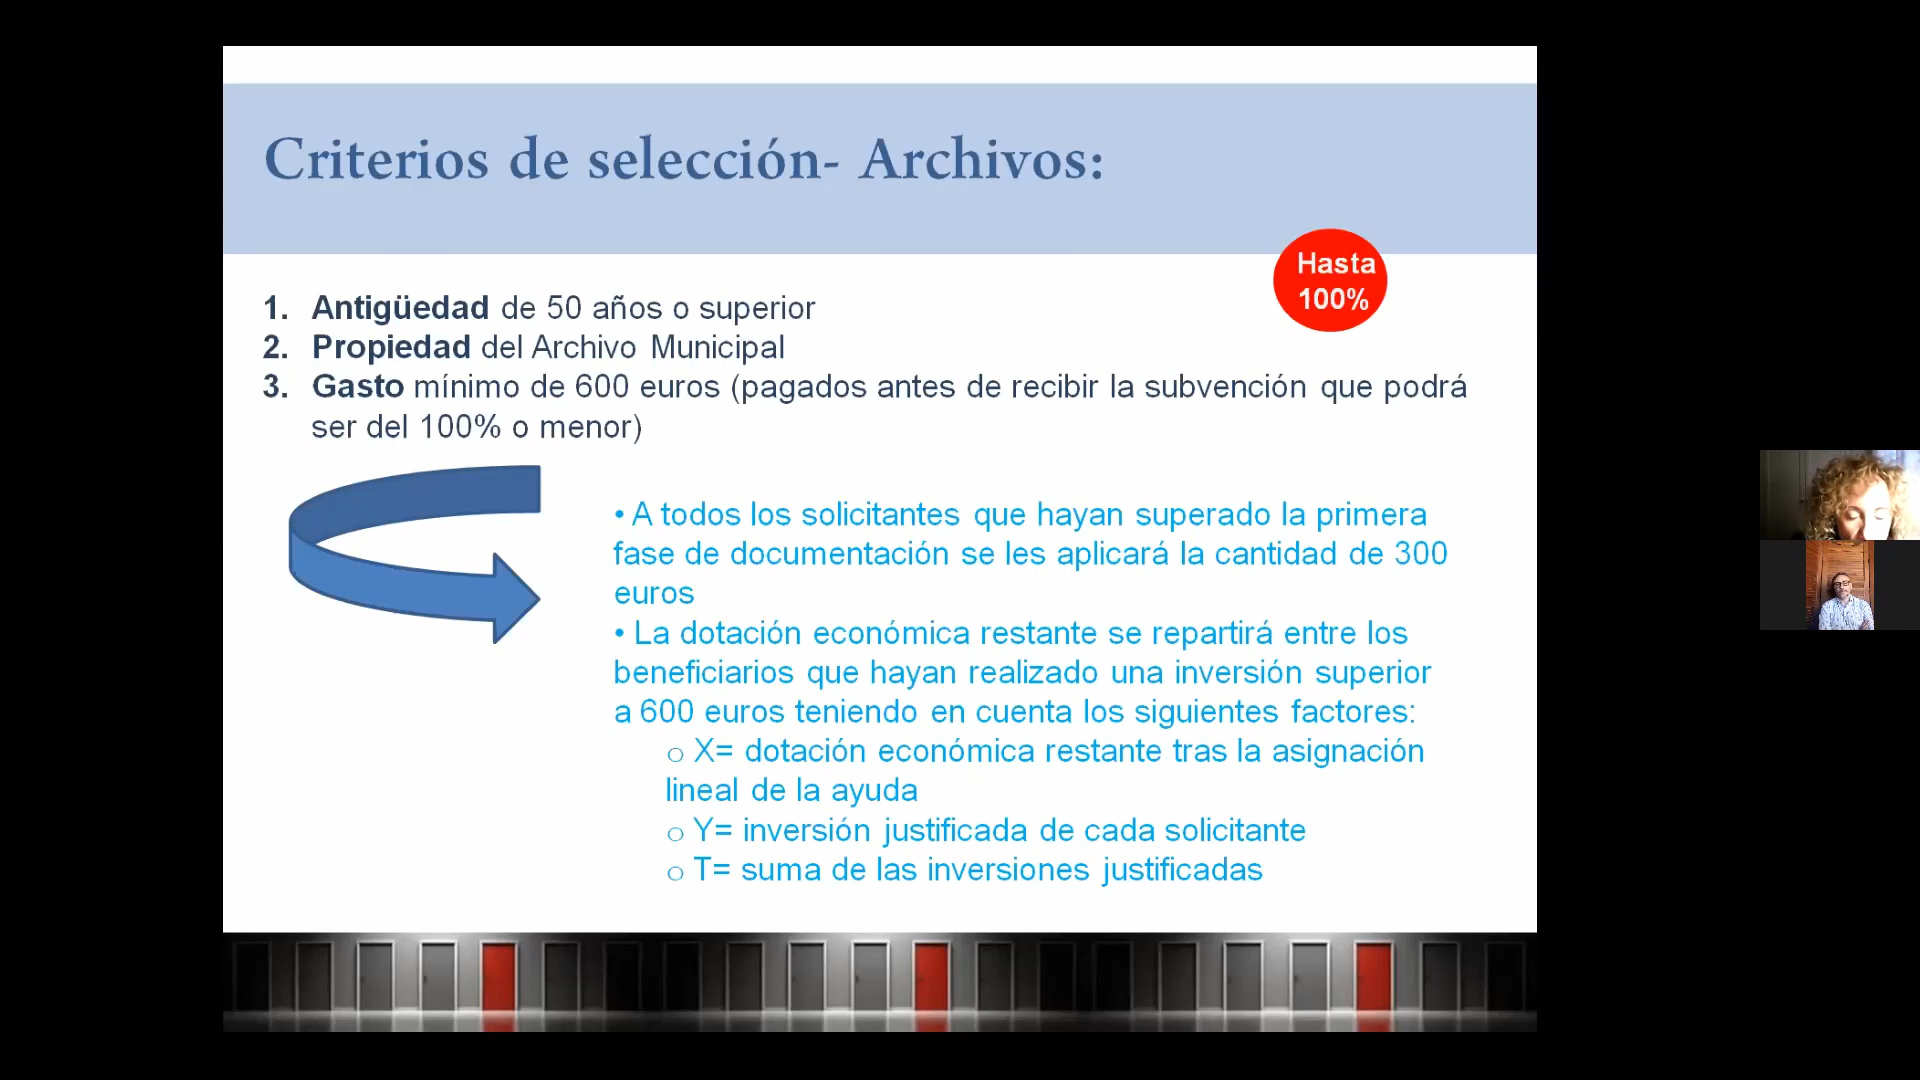 Criterios de selección- Archivos:
Hasta
100%
1. Antigüedad de 50 años o superior
2. Propiedad del Archivo Municipal
3. Gasto mínimo de 600 euros (pagados antes de recibir la subvención que podrá
ser del 100% o menor)
• A todos los solicitantes que hayan superado la primera
fase de documentación se les aplicará la cantidad de 300
euros
• La dotación económica restante se repartirá entre los
beneficiarios que hayan realizado una inversión superior
a 600 euros teniendo en cuenta los siguientes factores:
o X= dotación económica restante tras la asignación
lineal de la ayuda
o Y= inversión justificada de cada solicitante
o T= suma de las inversiones justificadas